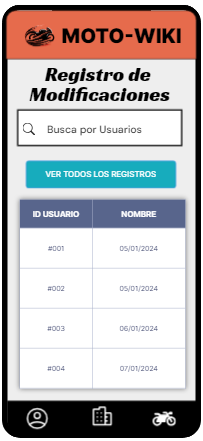 MOTO-WIKI
Registro de
Modificaciones
Busca por Usuarios
VER TODOS LOS REGISTROS
ID USUARIO NOMBRE
#001 05/01/2024
#002 05/01/2024
#003 06/01/2024
#004 07/01/2024